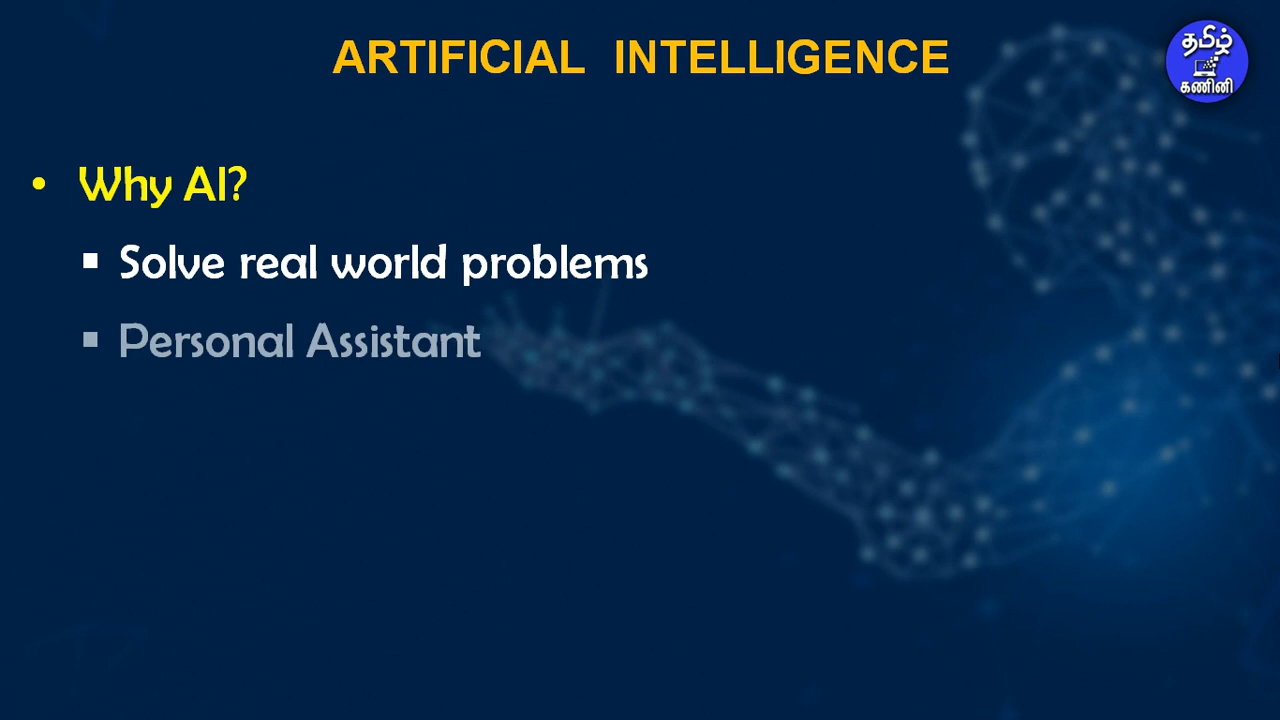 ARTIFICIAL INTELLIGENCE
தமிழ்
கணினி
• Why AI?
▪ Solve real world problems
▪ Personal Assistant